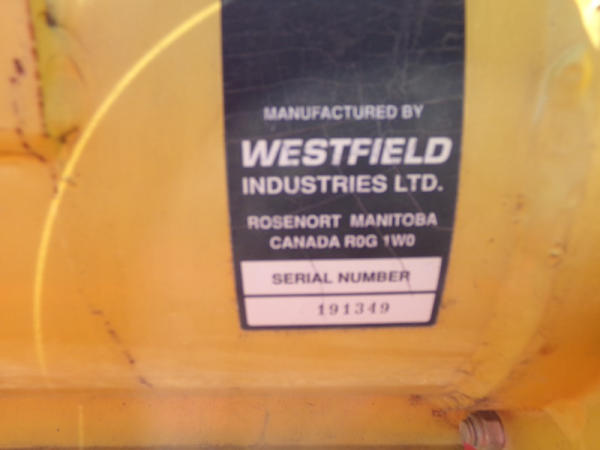 MANUFACTURED BY
WESTFIELD
INDUSTRIES LTD.
ROSENORT MANITOBA
CANADA R0G 1W0
SERIAL NUMBER
191349